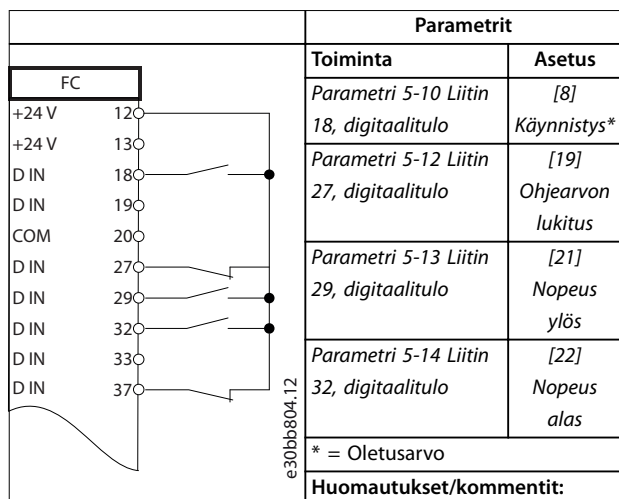 FC
+24 V 12
+24 V 13
D IN 18
D IN 19
COM 20
D IN 27
D IN 29
D IN 32
D IN 33
D IN 37
e30bb804.12
Parametrit
Toiminta Asetus
Parametri 5-10 Liitin [8]
18, digitaalitulo Käynnistys*
Parametri 5-12 Liitin [19]
27, digitaalitulo Ohjearvon
lukitus
Parametri 5-13 Liitin [21]
29, digitaalitulo Nopeus
ylös
Parametri 5-14 Liitin [22]
32, digitaalitulo Nopeus
alas
* = Oletusarvo
Huomautukset/kommentit: